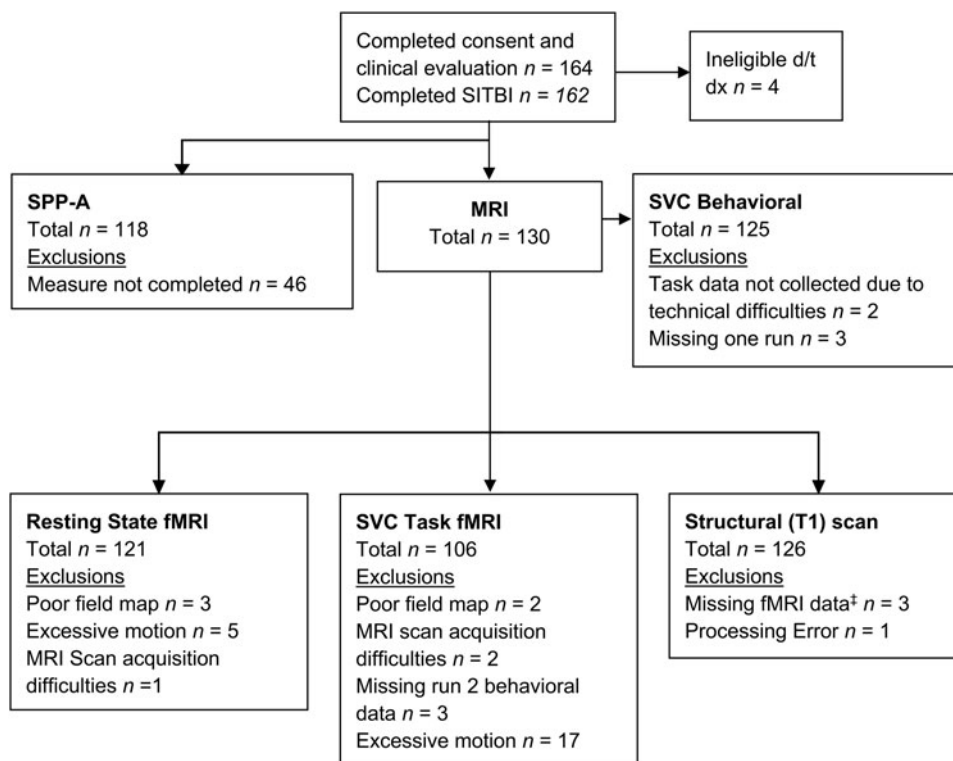 Completed consent and
clinical evaluation n = 164
Completed SITBI n = 162
Ineligible d/t
dx n = 4
SPP-A
Total n = 118
Exclusions
Measure not completed n = 46
MRI
Total n = 130
SVC Behavioral
Total n = 125
Exclusions
Task data not collected due to
technical difficulties n = 2
Missing one run n = 3
Resting State fMRI
Total n = 121
Exclusions
Poor field map n = 3
Excessive motion n = 5
MRI Scan acquisition
difficulties n =1
SVC Task fMRI
Total n = 106
Exclusions
Poor field map n = 2
MRI scan acquisition
difficulties n = 2
Missing run 2 behavioral
data n = 3
Excessive motion n = 17
Structural (T1) scan
Total n = 126
Exclusions
Missing fMRI data‡ n = 3
Processing Error n = 1